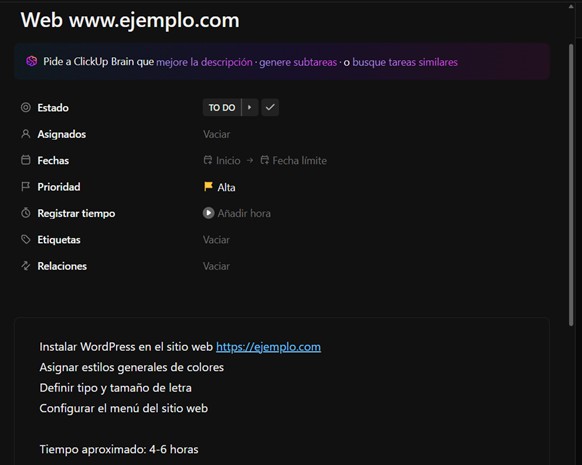 Web www.ejemplo.com
Pide a ClickUp Brain que mejore la descripción · genere subtareas · o busque tareas similares
Estado TO DO
Asignados Vaciar
Fechas Inicio → Fecha límite
Prioridad Alta
Registrar tiempo Añadir hora
Etiquetas Vaciar
Relaciones Vaciar
Instalar WordPress en el sitio web https://ejemplo.com
Asignar estilos generales de colores
Definir tipo y tamaño de letra
Configurar el menú del sitio web
Tiempo aproximado: 4-6 horas